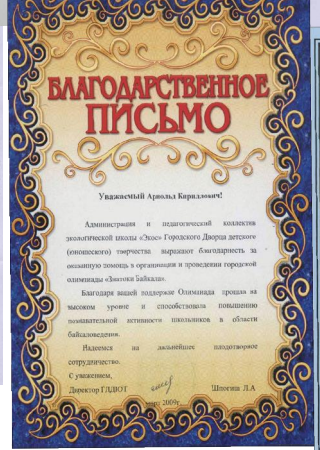 БЛАГОДАРСТВЕННОЕ
ПИСЬМО
Уважаемый Арнольд Кириллович!
Администрация и педагогический коллектив
экологической школы «Экос» Городского Дворца детского
(юношеского) творчества выражают благодарность за
оказанную помощь в организации и проведении городской
олимпиады «Знатоки Байкала».
Благодаря вашей поддержке Олимпиада прошла на
высоком уровне и способствовала повышению
познавательной активности школьников в области
байкаловедения.
Надеемся на дальнейшее плодотворное
сотрудничество.
С уважением,
Директор ГДДЮТ Шпогина Л.А
2009г.